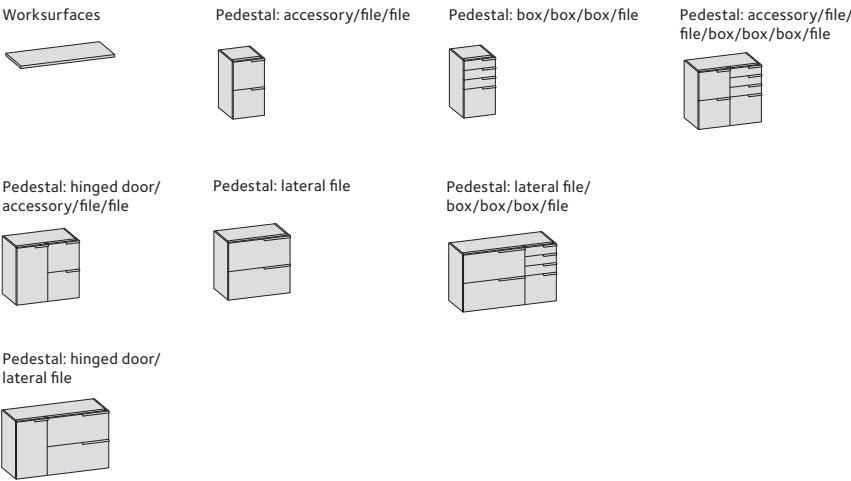 Worksurfaces
Pedestal: accessory/file/file
Pedestal: box/box/box/file
Pedestal: accessory/file/
file/box/box/box/file
Pedestal: hinged door/
accessory/file/file
Pedestal: lateral file
Pedestal: lateral file/
box/box/box/file
Pedestal: hinged door/
lateral file